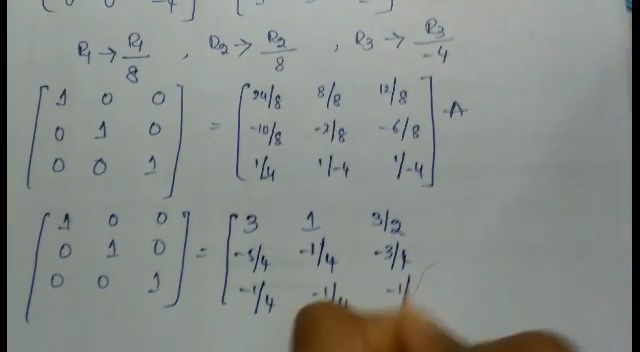 R1 → R1/8 , R2 → R2/8 , R3 → R3/-4
[ 1 0 0 = [ 24/8 8/8 12/8 ] A
0 1 0 -10/8 -2/8 -6/8
0 0 1 ] 1/4 1/-4 1/-4
[ 1 0 0 = [ 3 1 3/2
0 1 0 -5/4 -1/4 -3/4
0 0 1 ] -1/4 -1/4 -1/